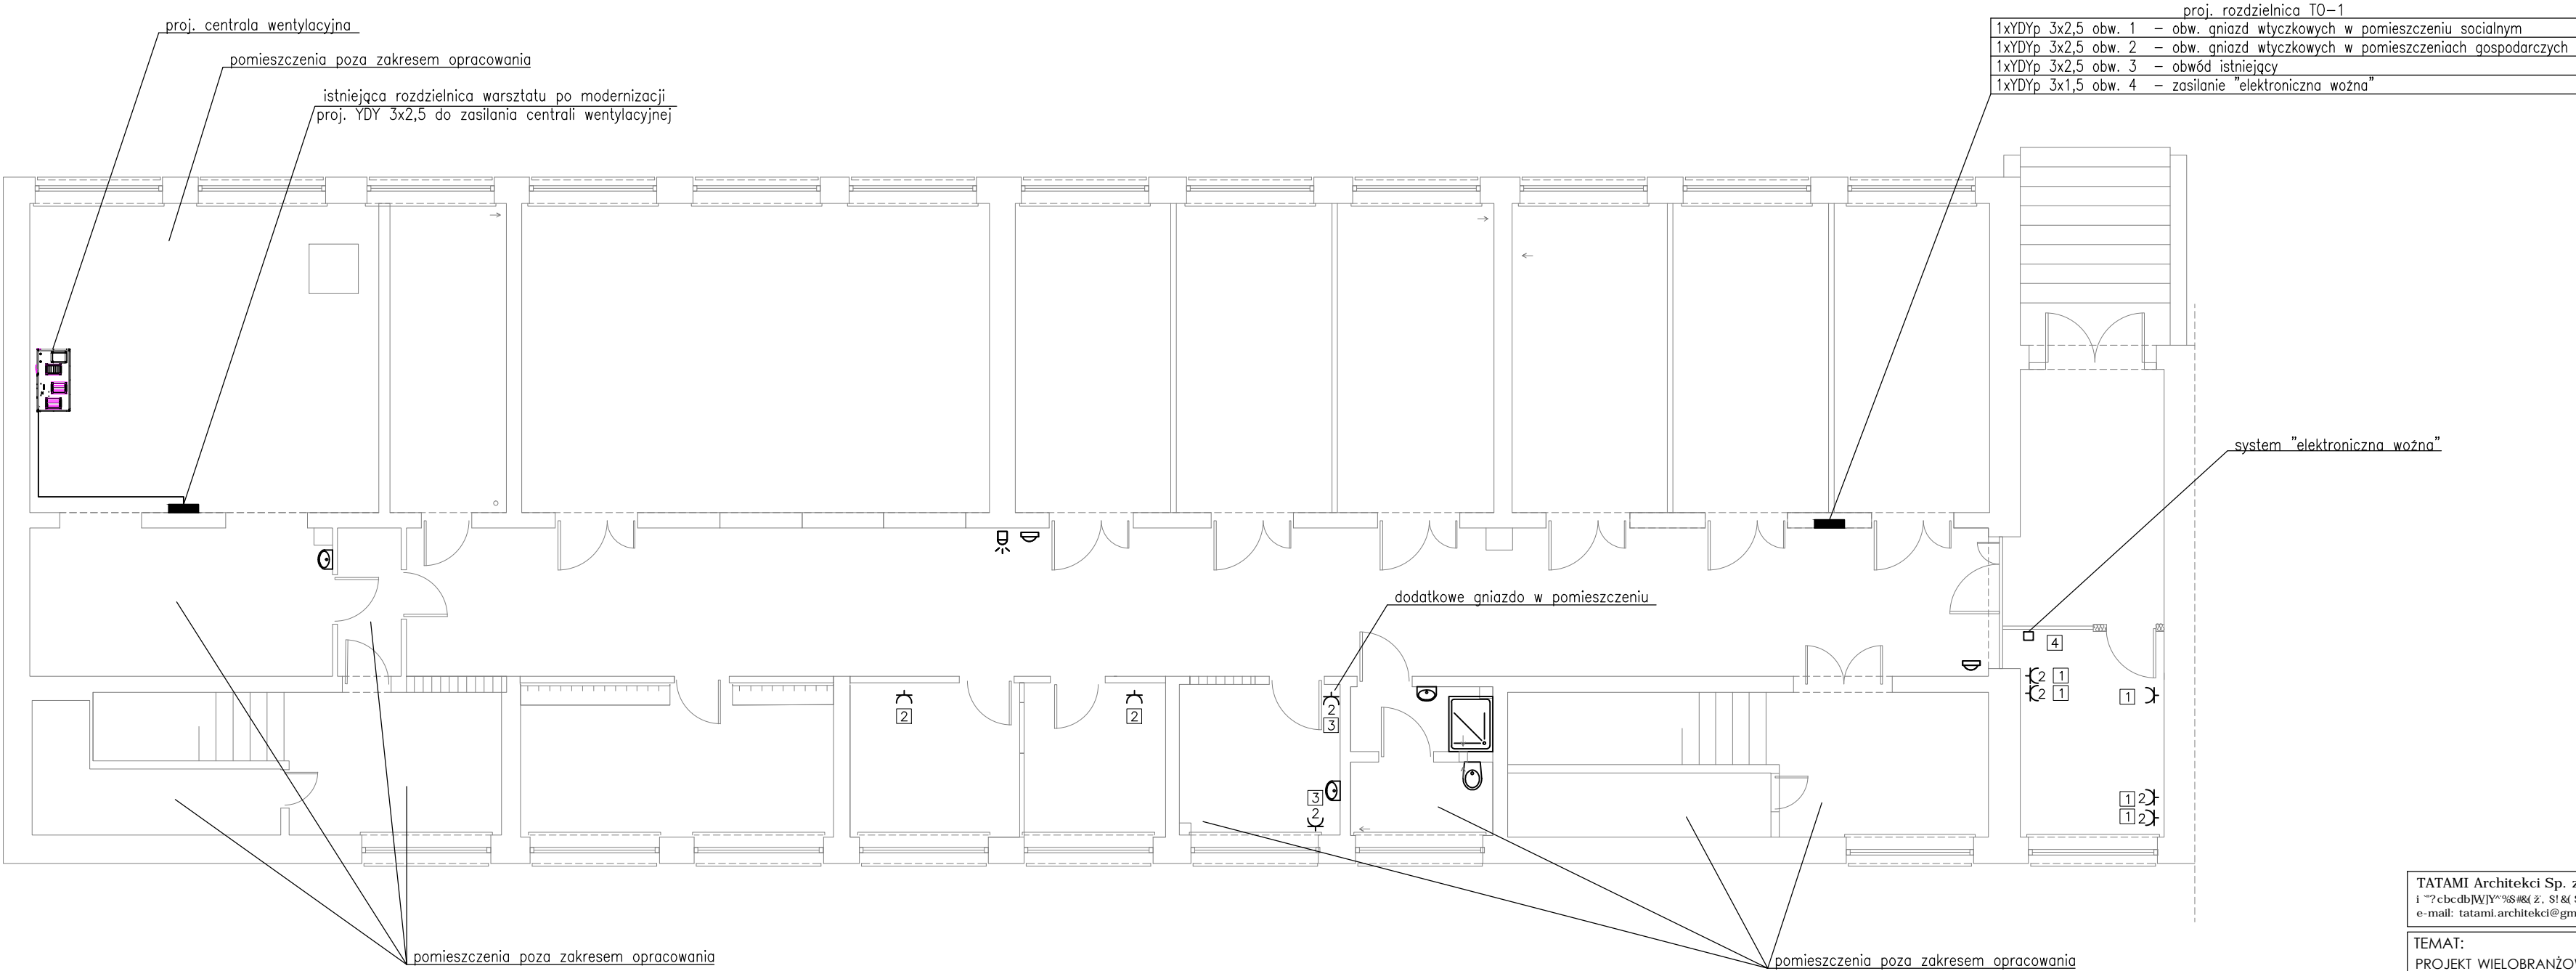 proj. centrala wentylacyjna
pomieszczenia poza zakresem opracowania
istniejąca rozdzielnica warsztatu po modernizacji
proj. YDY 3x2,5 do zasilania centrali wentylacyjnej
proj. rozdzielnica TO-1
1xYDYp 3x2,5 obw. 1 - obw. gniazd wtyczkowych w pomieszczeniu socialnym
1xYDYp 3x2,5 obw. 2 - obw. gniazd wtyczkowych w pomieszczeniach gospodarczych
1xYDYp 3x2,5 obw. 3 - obwód istniejący
1xYDYp 3x1,5 obw. 4 - zasilanie "elektroniczna woźna"
system "elektroniczna woźna"
dodatkowe gniazdo w pomieszczeniu
4
2 1
2 1
1
2
2
2
3
3
2
1 2
1 2
pomieszczenia poza zakresem opracowania
pomieszczenia poza zakresem opracowania
TATAMI Architekci Sp. z
e-mail: tatami.architekci@gm
TEMAT:
PROJEKT WIELOBRANŻO